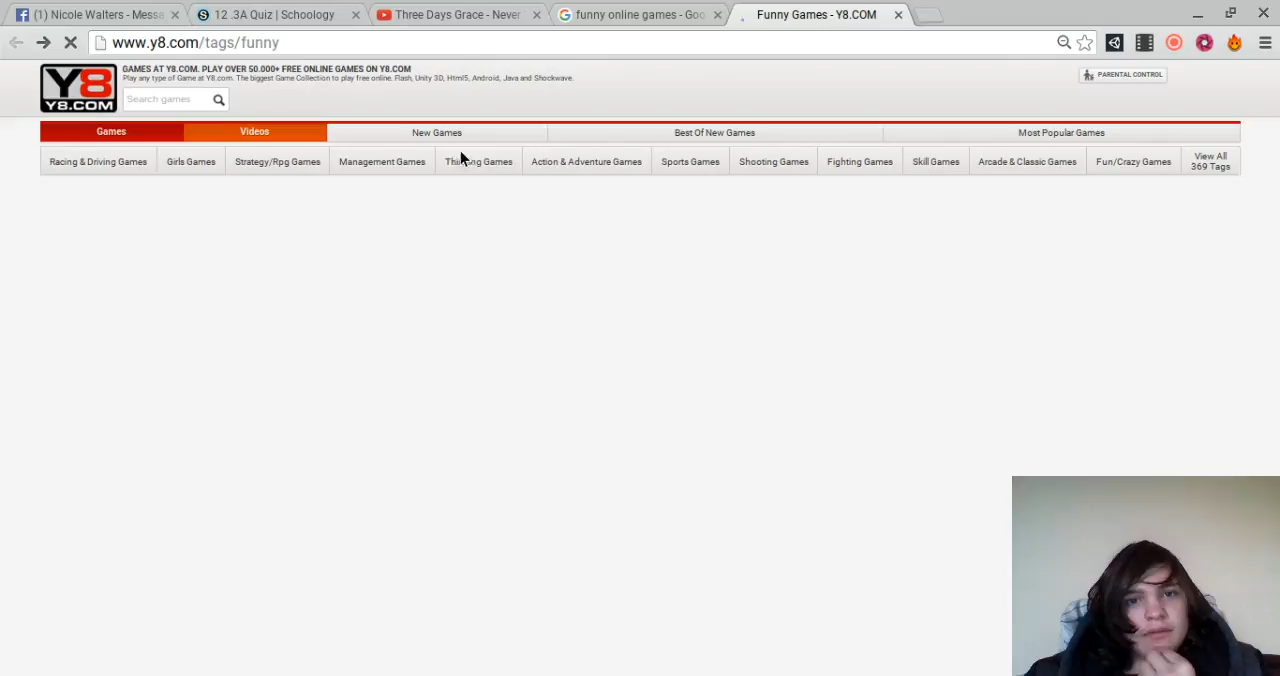 (1) Nicole Walters - Messa
12 .3A Quiz | Schoology
Three Days Grace - Never
funny online games - Goo
Funny Games - Y8.COM
www.y8.com/tags/funny
Y8
Y8.COM
GAMES AT Y8.COM. PLAY OVER 50.000+ FREE ONLINE GAMES ON Y8.COM
Play any type of Game at Y8.com. The biggest Game Collection to play free online. Flash, Unity 3D, Html5, Android, Java and Shockwave.
Search games
PARENTAL CONTROL
Games
Videos
New Games
Best Of New Games
Most Popular Games
Racing & Driving Games
Girls Games
Strategy/Rpg Games
Management Games
Thinking Games
Action & Adventure Games
Sports Games
Shooting Games
Fighting Games
Skill Games
Arcade & Classic Games
Fun/Crazy Games
View All
369 Tags